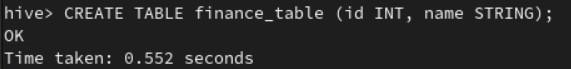 hive> CREATE TABLE finance_table (id INT, name STRING);
OK
Time taken: 0.552 seconds